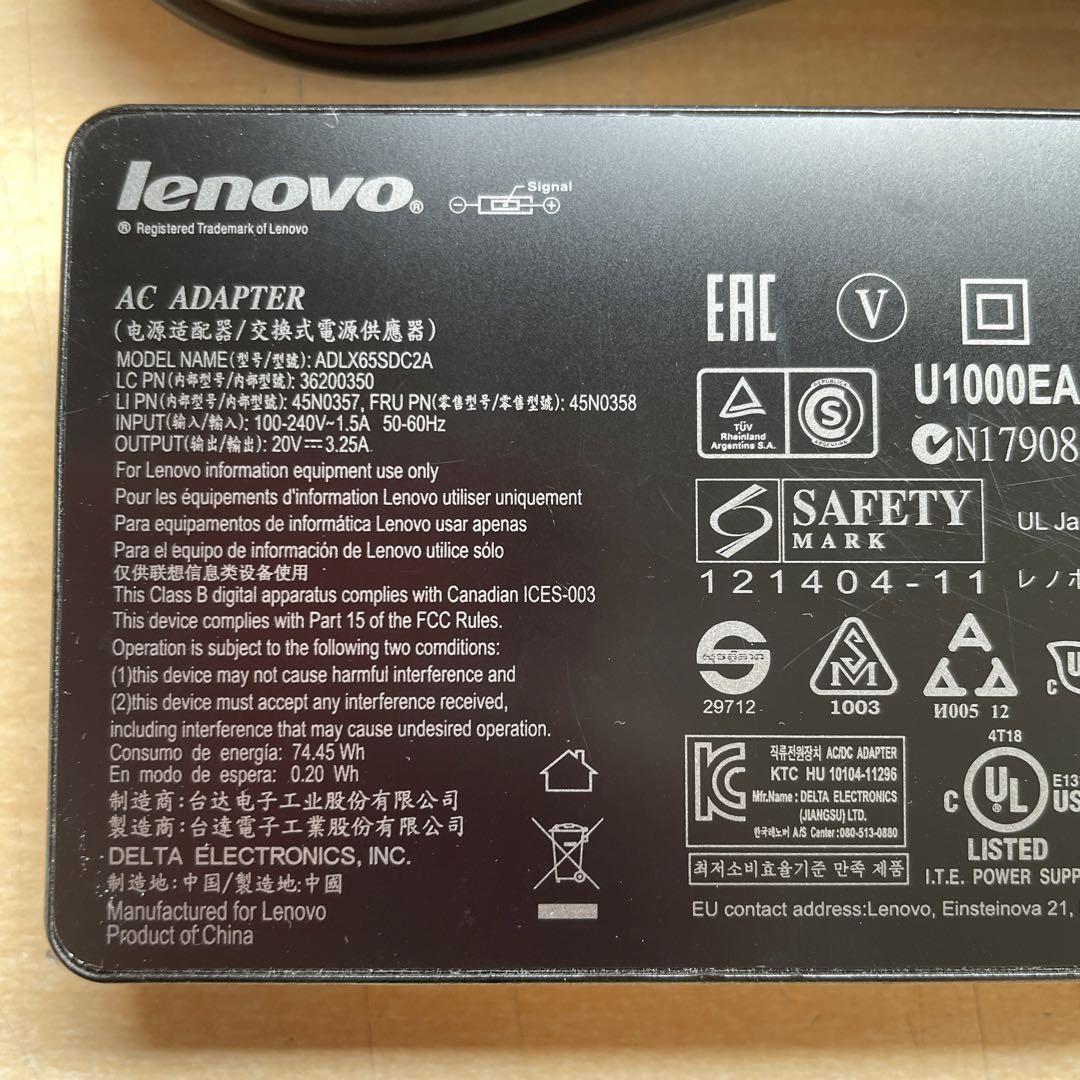 lenovo®
Signal
® Registered Trademark of Lenovo
AC ADAPTER
(电源适配器/交換式電源供應器)
MODEL NAME(型号/型號): ADLX65SDC2A
LC PN(内部型号/內部型號): 36200350
LI PN(内部型号/內部型號): 45N0357, FRU PN(零售型号/零售型號): 45N0358
INPUT(输入/輸入): 100-240V~1.5A 50-60Hz
OUTPUT(输出/輸出): 20V⎓3.25A
For Lenovo information equipment use only
Pour les équipements d'information Lenovo utiliser uniquement
Para equipamentos de informática Lenovo usar apenas
Para el equipo de información de Lenovo utilice sólo
仅供联想信息类设备使用
This Class B digital apparatus complies with Canadian ICES-003
This device complies with Part 15 of the FCC Rules.
Operation is subject to the following two comditions:
(1)this device may not cause harmful interference and
(2)this device must accept any interference received,
including interference that may cause undesired operation.
Consumo de energía: 74.45 Wh
En modo de espera: 0.20 Wh
制造商:台达电子工业股份有限公司
製造商:台達電子工業股份有限公司
DELTA ELECTRONICS, INC.
制造地:中国/製造地:中國
Manufactured for Lenovo
Product of China
EAC
V
U1000EA
TÜV
Rheinland
Argentina S.A.
REPUBLICA
S
ARGENTINA
N17908
SAFETY
MARK
UL Ja
121404-11
レノボ
29712
SM
1003
И005 12
4T18
C
직류전원장치 AC/DC ADAPTER
KTC HU 10104-11296
Mfr.Name : DELTA ELECTRONICS
(JIANGSU) LTD.
한국레노버 A/S Center :080-513-0880
C UL US
E13
LISTED
I.T.E. POWER SUPP
최저소비효율기준 만족 제품
EU contact address:Lenovo, Einsteinova 21,